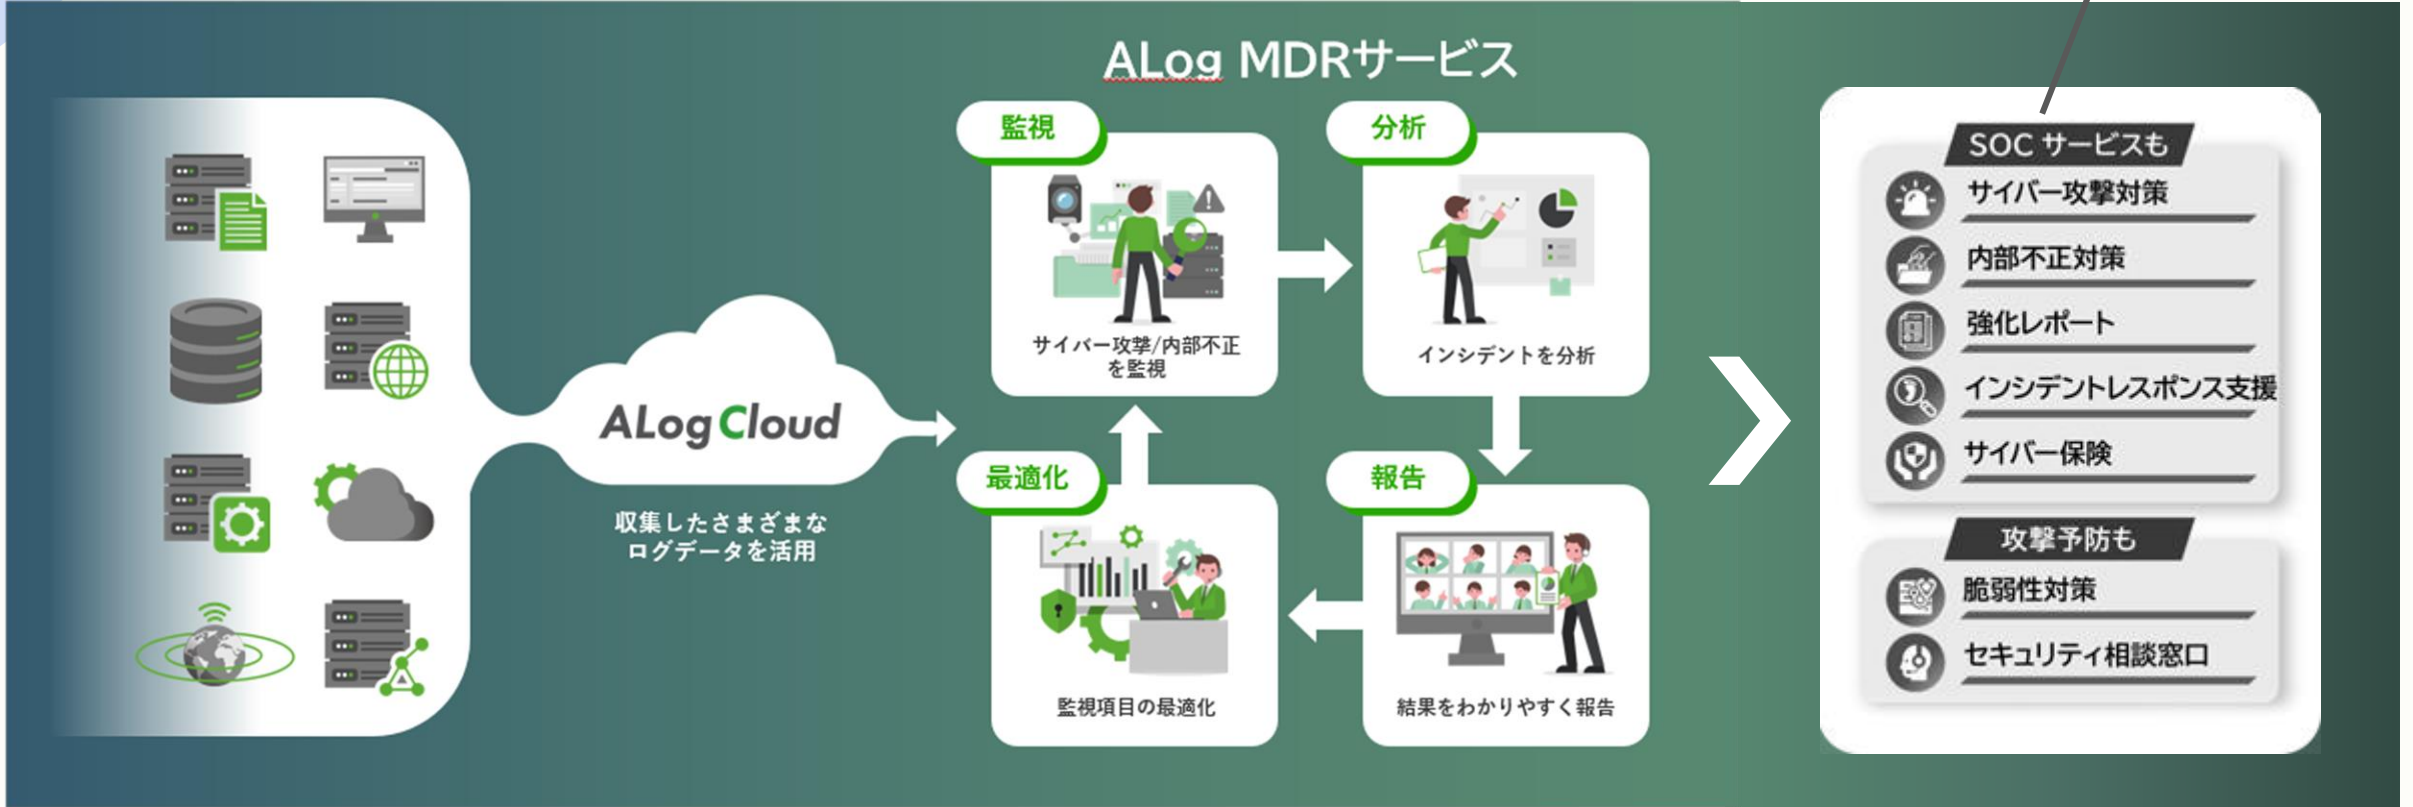 ALog MDRサービス
ALog Cloud
収集したさまざまな
ログデータを活用
監視
サイバー攻撃/内部不正
を監視
分析
インシデントを分析
最適化
監視項目の最適化
報告
結果をわかりやすく報告
SOC サービスも
サイバー攻撃対策
内部不正対策
強化レポート
インシデントレスポンス支援
サイバー保険
攻撃予防も
脆弱性対策
セキュリティ相談窓口